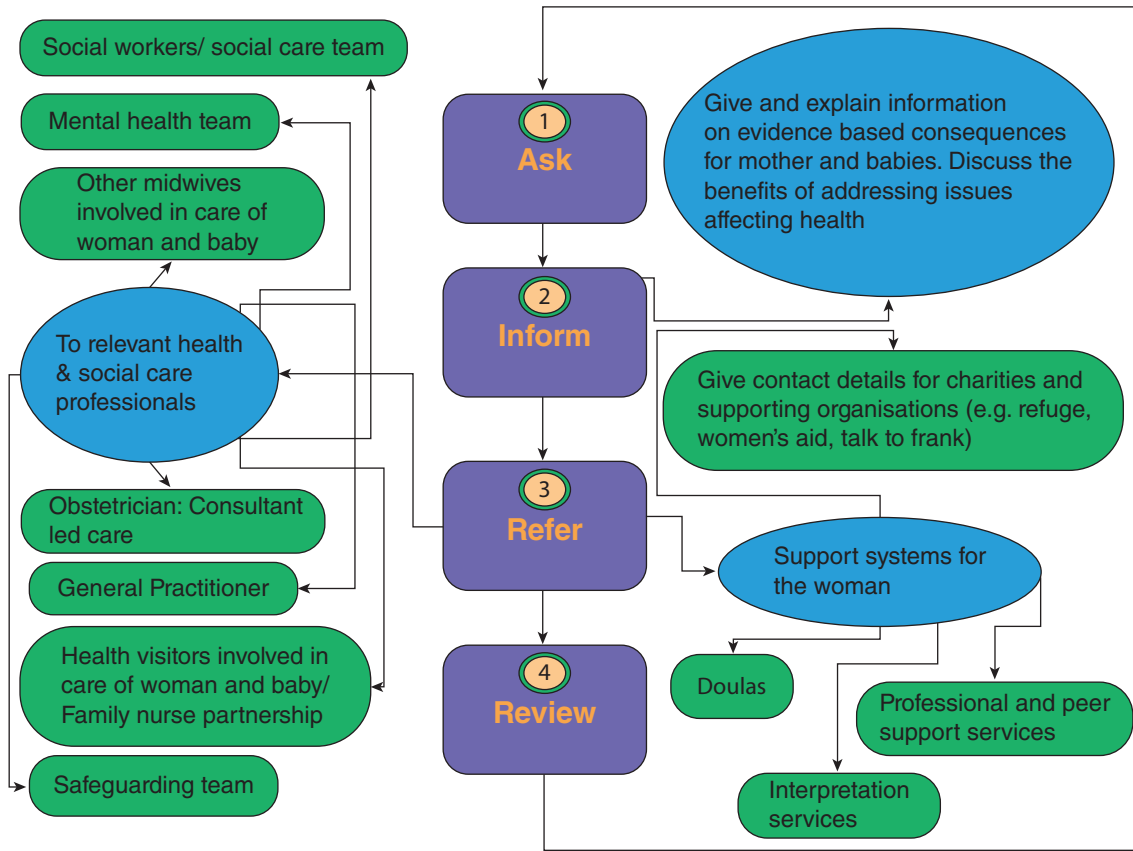 Social workers/ social care team
Mental health team
Other midwives
involved in care of
woman and baby
To relevant health
& social care
professionals
Obstetrician: Consultant
led care
General Practitioner
Health visitors involved in
care of woman and baby/
Family nurse partnership
Safeguarding team
1
Ask
2
Inform
3
Refer
4
Review
Give and explain information
on evidence based consequences
for mother and babies. Discuss the
benefits of addressing issues
affecting health
Give contact details for charities and
supporting organisations (e.g. refuge,
women's aid, talk to frank)
Support systems for
the woman
Doulas
Professional and peer
support services
Interpretation
services